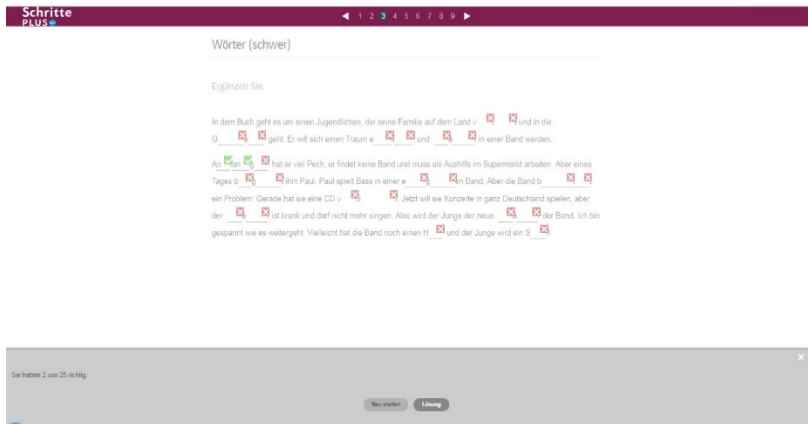 Schritte
PLUS
1 2 3 4 5 6 7 8 9
Wörter (schwer)
Ergänzen Sie.
In dem Buch geht es um einen Jugendlichen, der seine Familie auf dem Land v und in die
G geht. Er will sich einen Traum e und in einer Band werden.
An fan g hat er viel Pech, er findet keine Band und muss als Aushilfe im Supermarkt arbeiten. Aber eines
Tages b ihm Paul. Paul spielt Bass in einer e en Band. Aber die Band b
ein Problem: Gerade hat sie eine CD v . Jetzt will sie Konzerte in ganz Deutschland spielen, aber
der ist krank und darf nicht mehr singen. Also wird der Junge der neue der Band. Ich bin
gespannt wie es weitergeht. Vielleicht hat die Band noch einen H und der Junge wird ein S
Sie haben 2 von 25 richtig.
Neu starten Lösung